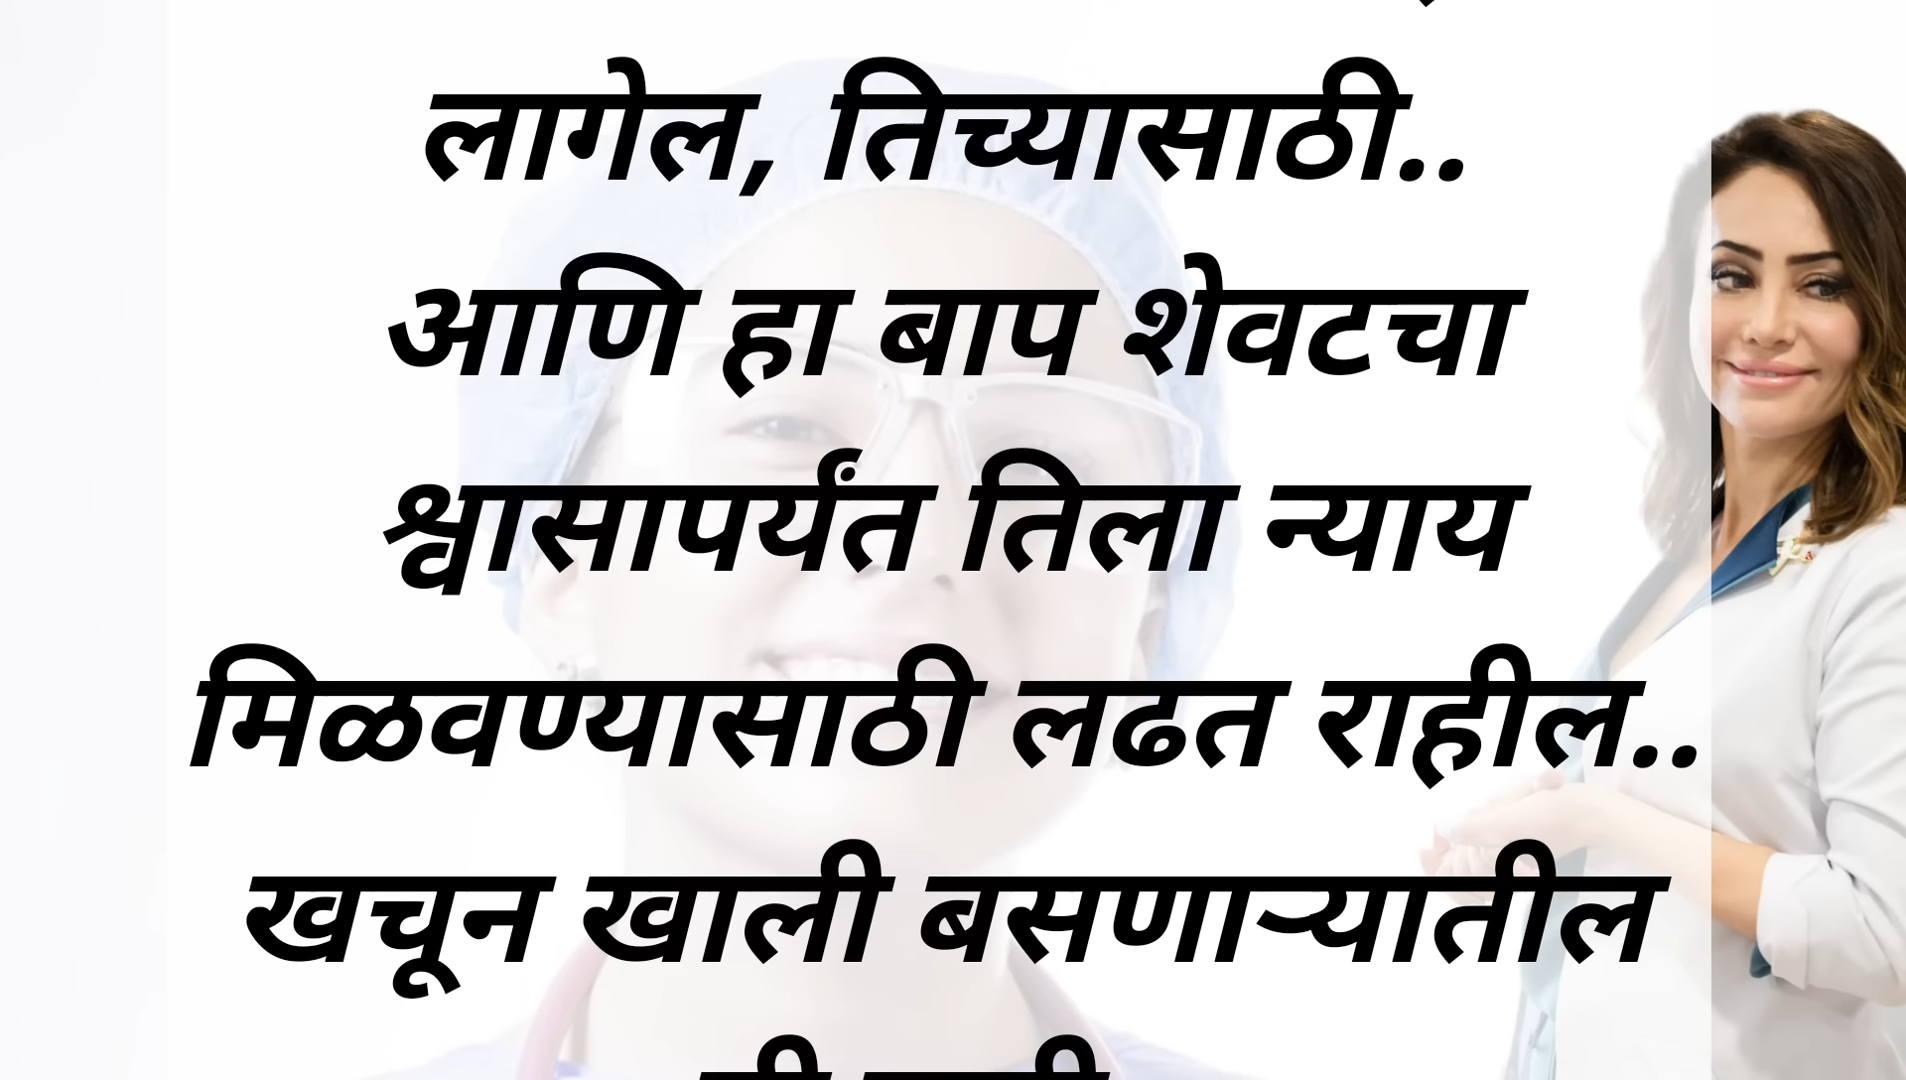 लागेल, तिच्यासाठी..
आणि हा बाप शेवटचा
श्वासापर्यंत तिला न्याय
मिळवण्यासाठी लढत राहील..
खचून खाली बसणाऱ्यातील